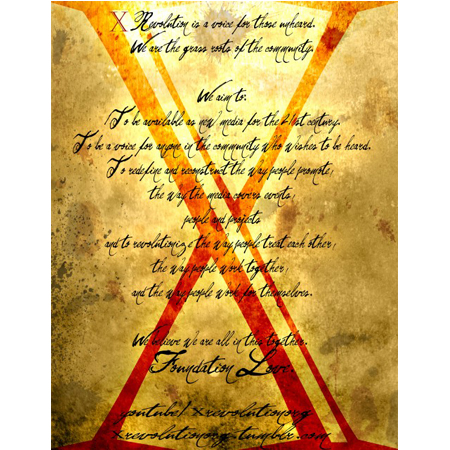 X Revolution is a voice for those unheard.
We are the grass roots of the community.
We aim to:
To be available as new media for the 21st century.
To be a voice for anyone in the community who wishes to be heard.
To redefine and reconstruct the way people promote;
the way the media covers events;
people and projects
and to revolutionize the way people treat each other;
the way people work together;
and the way people work for themselves.
We believe we are all in this together.
Foundation Love.
youtube/ Xrevolutionorg
Xrevolutionorg.tumblr.com